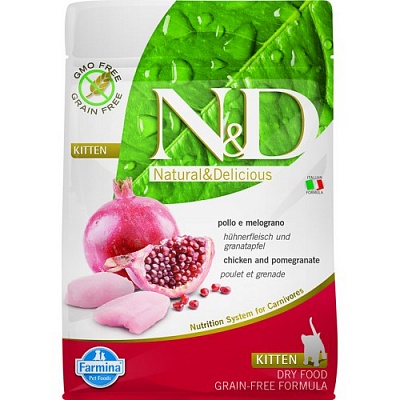 GMO FREE
GRAIN FREE
KITTEN
N&D
Natural&Delicious
ITALIAN
FORMULA
pollo e melograno
hühnerfleisch und
granatapfel
chicken and pomegranate
poulet et grenade
Nutrition System for Carnivores
Farmina
Pet Foods
KITTEN
DRY FOOD
GRAIN-FREE FORMULA